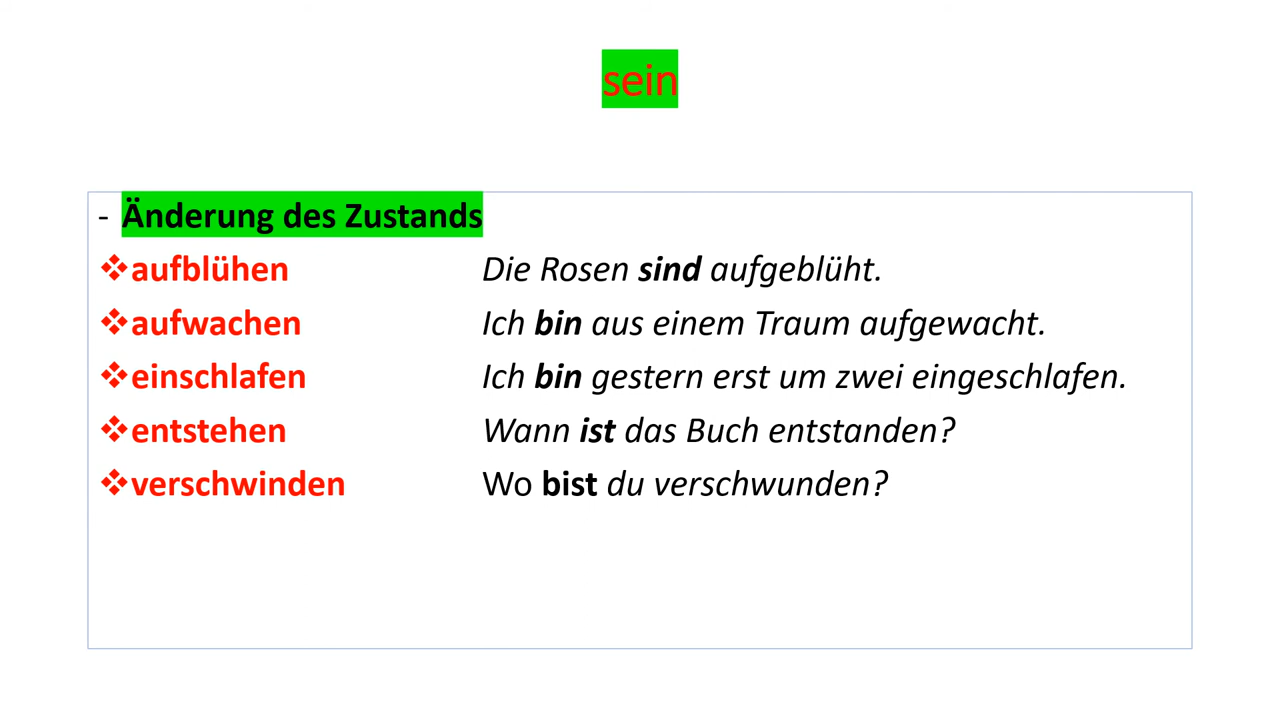 sein
- Änderung des Zustands
❖aufblühen Die Rosen sind aufgeblüht.
❖aufwachen Ich bin aus einem Traum aufgewacht.
❖einschlafen Ich bin gestern erst um zwei eingeschlafen.
❖entstehen Wann ist das Buch entstanden?
❖verschwinden Wo bist du verschwunden?